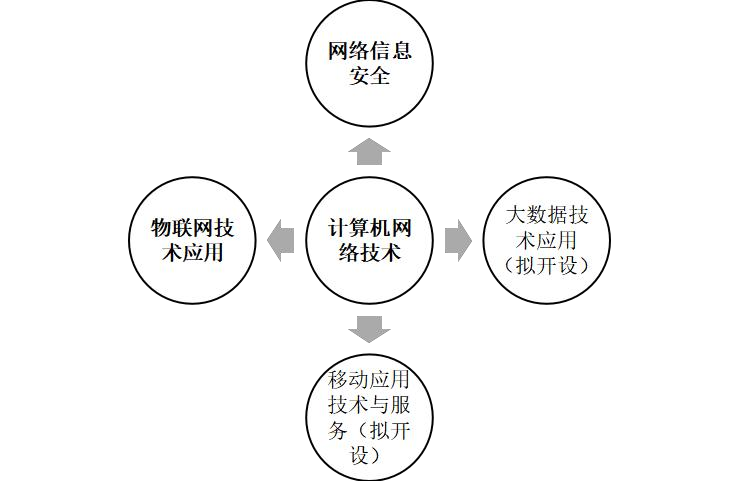 网络信息
安全
物联网技
术应用
计算机网
络技术
大数据技
术应用
（拟开设）
移动应用
技术与服
务（拟开
设）